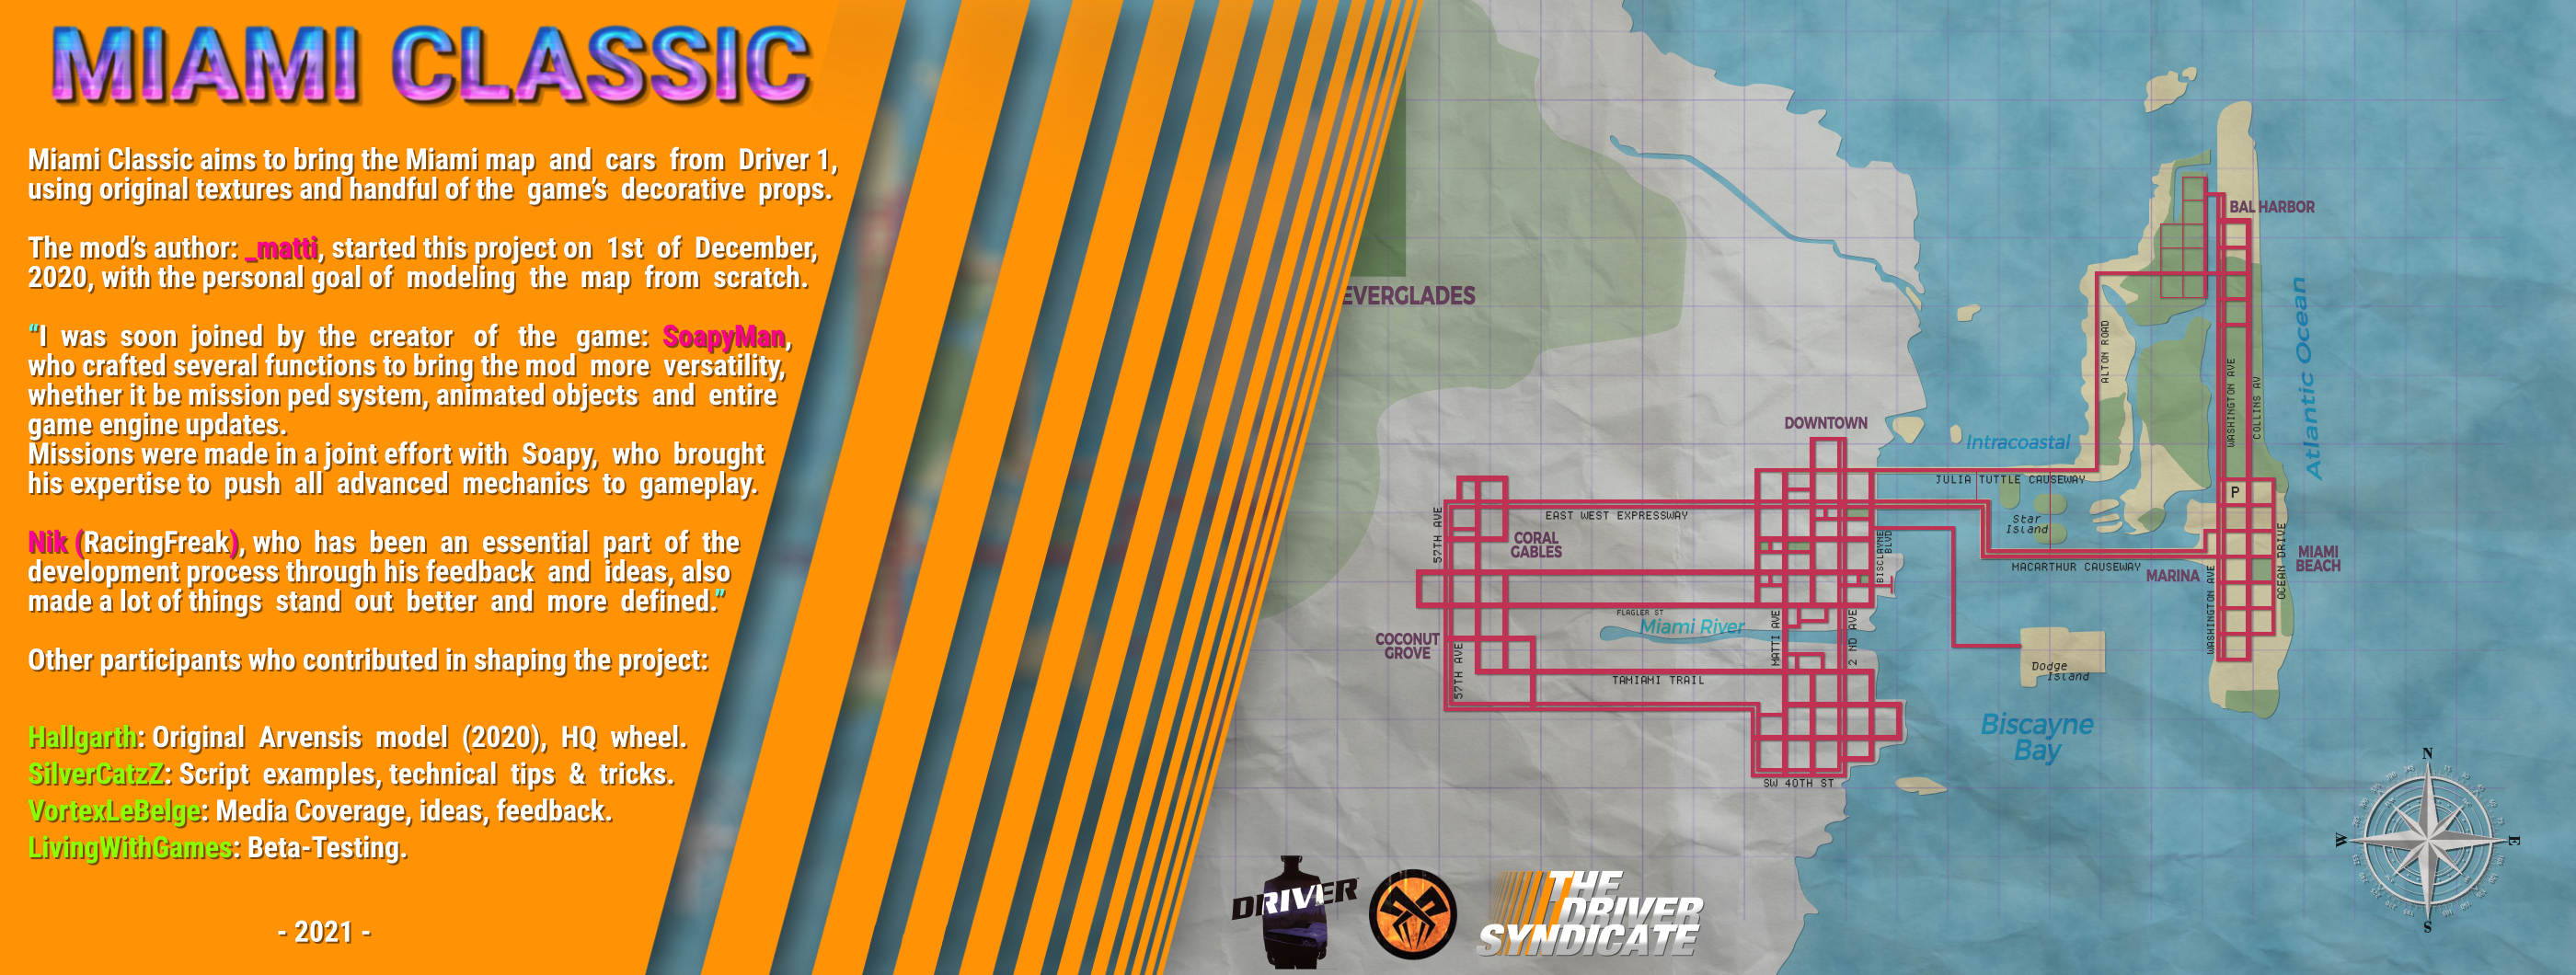 MIAMI CLASSIC
Miami Classic aims to bring the Miami map and cars from Driver 1,
using original textures and handful of the game's decorative props.
The mod's author: _matti, started this project on 1st of December,
2020, with the personal goal of modeling the map from scratch.
“I was soon joined by the creator of the game: SoapyMan,
who crafted several functions to bring the mod more versatility,
whether it be mission ped system, animated objects and entire
game engine updates.
Missions were made in a joint effort with Soapy, who brought
his expertise to push all advanced mechanics to gameplay.
Nik (RacingFreak), who has been an essential part of the
development process through his feedback and ideas, also
made a lot of things stand out better and more defined.”
Other participants who contributed in shaping the project:
Hallgarth: Original Arvensis model (2020), HQ wheel.
SilverCatzZ: Script examples, technical tips & tricks.
VortexLeBelge: Media Coverage, ideas, feedback.
LivingWithGames: Beta-Testing.
- 2021 -
EVERGLADES
BAL HARBOR
Atlantic Ocean
ALTON ROAD
WASHINGTON AVE
COLLINS AV
DOWNTOWN
Intracoastal
JULIA TUTTLE CAUSEWAY
P
57TH AVE
EAST WEST EXPRESSWAY
Star
Island
CORAL
GABLES
BISCLAYNE
BLVD
MACARTHUR CAUSEWAY
MARINA
OCEAN DRIVE
MIAMI
BEACH
WASHINGTON AVE
FLAGLER ST
Miami River
COCONUT
GROVE
57TH AVE
MATTI AVE
2 ND AVE
TAMIAMI TRAIL
Dodge
Island
Biscayne
Bay
SW 40TH ST
N
W
E
S
DRIVER
THE
DRIVER
SYNDICATE